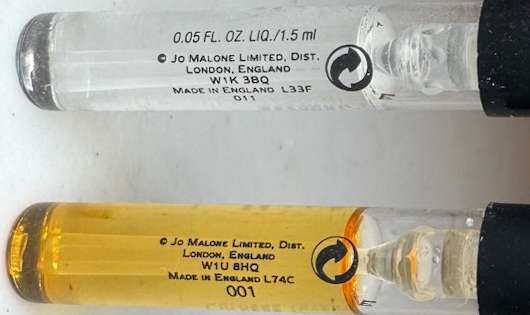 0.05 FL. OZ. LIQ./1.5 ml
© JO MALONE LIMITED, DIST.
LONDON, ENGLAND
W1K 3BQ
MADE IN ENGLAND L33F
011
© JO MALONE LIMITED, DIST.
LONDON, ENGLAND
W1U 8HQ
MADE IN ENGLAND L74C
001